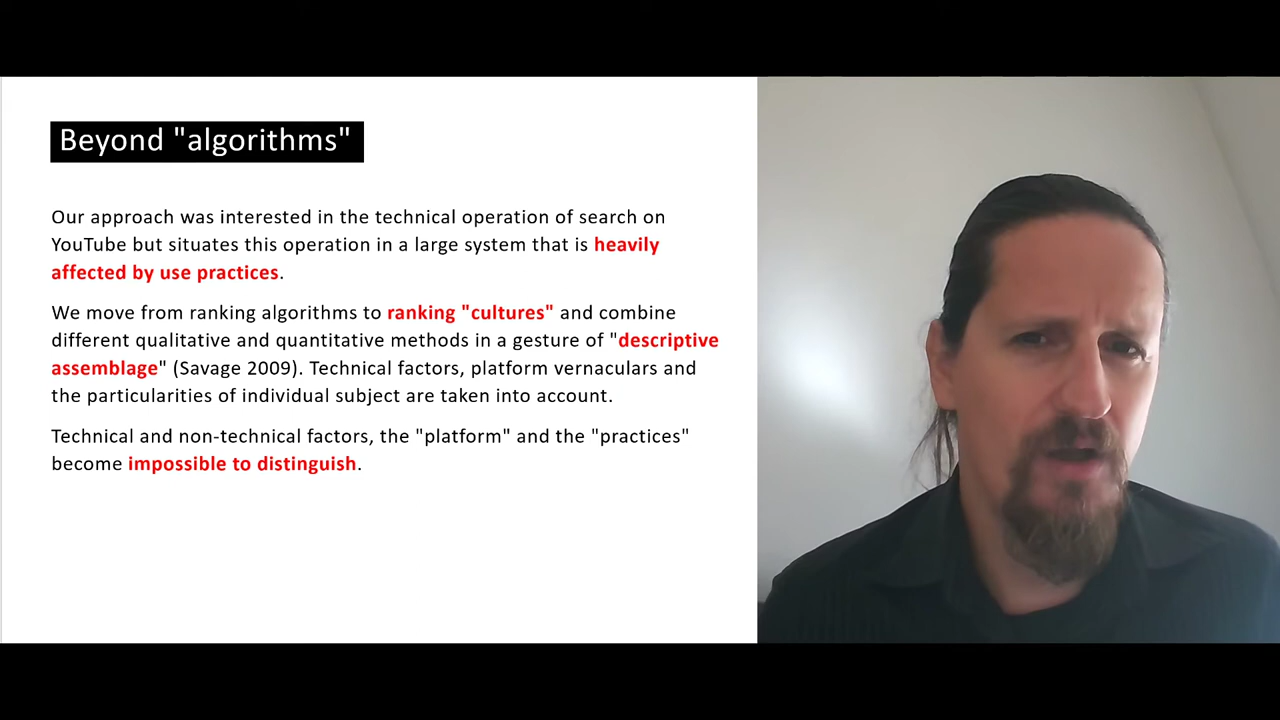 Beyond "algorithms"
Our approach was interested in the technical operation of search on
YouTube but situates this operation in a large system that is heavily
affected by use practices.
We move from ranking algorithms to ranking "cultures" and combine
different qualitative and quantitative methods in a gesture of "descriptive
assemblage" (Savage 2009). Technical factors, platform vernaculars and
the particularities of individual subject are taken into account.
Technical and non-technical factors, the "platform" and the "practices"
become impossible to distinguish.